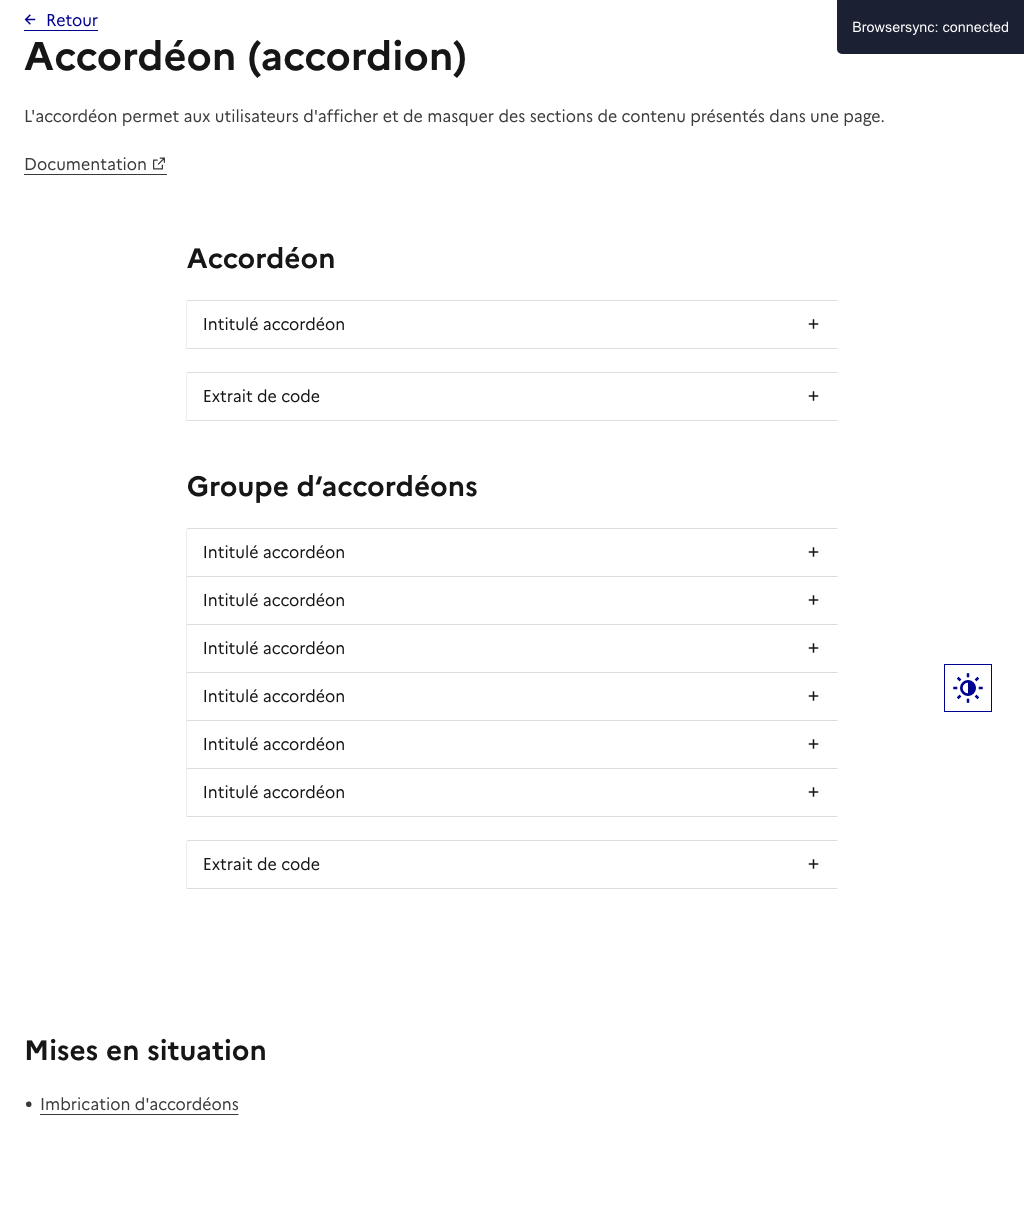 Retour
Browsersync: connected
Accordéon (accordion)
L'accordéon permet aux utilisateurs d'afficher et de masquer des sections de contenu présentés dans une page.
Documentation
Accordéon
Intitulé accordéon
Extrait de code
Groupe d‘accordéons
Intitulé accordéon
Intitulé accordéon
Intitulé accordéon
Intitulé accordéon
Intitulé accordéon
Intitulé accordéon
Extrait de code
Mises en situation
• Imbrication d'accordéons